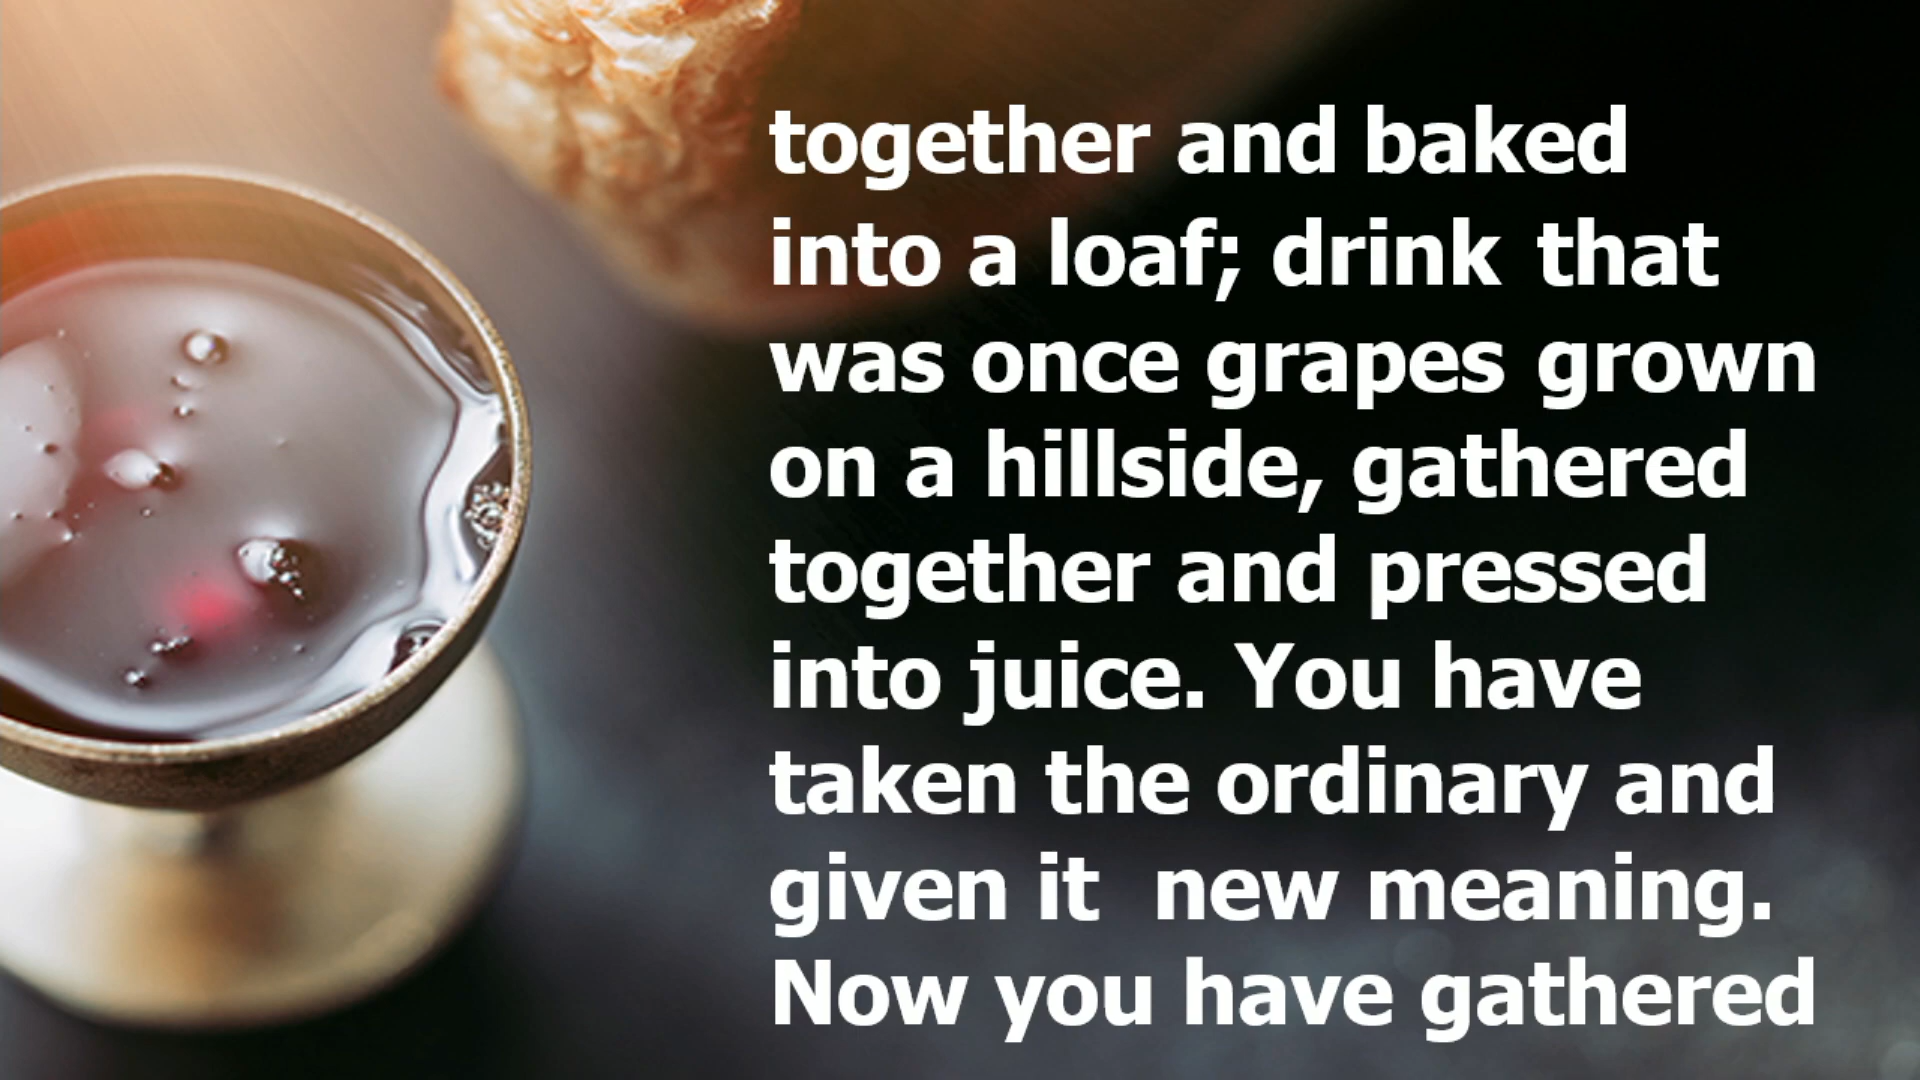 together and baked
into a loaf; drink that
was once grapes grown
on a hillside, gathered
together and pressed
into juice. You have
taken the ordinary and
given it  new meaning.
Now you have gathered